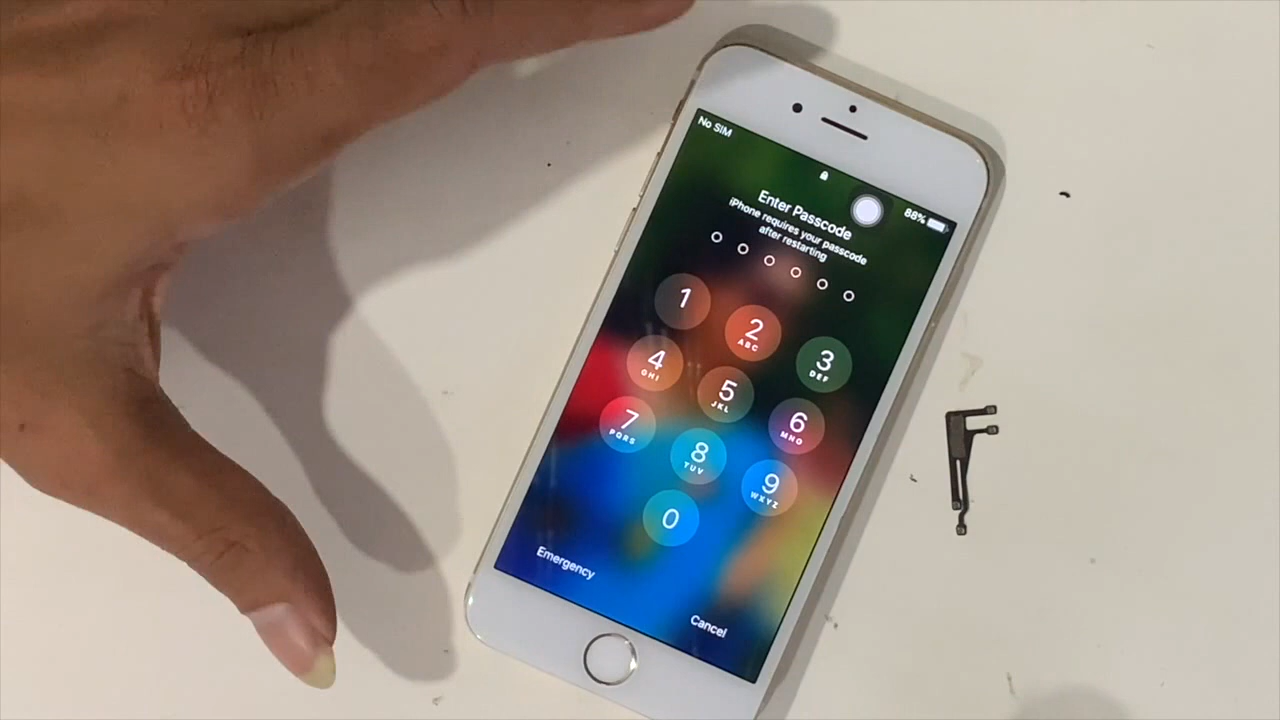 No SIM
88%
Enter Passcode
iPhone requires your passcode
after restarting
1
2
ABC
3
DEF
4
GHI
5
JKL
6
MNO
7
PQRS
8
TUV
9
WXYZ
0
Emergency
Cancel